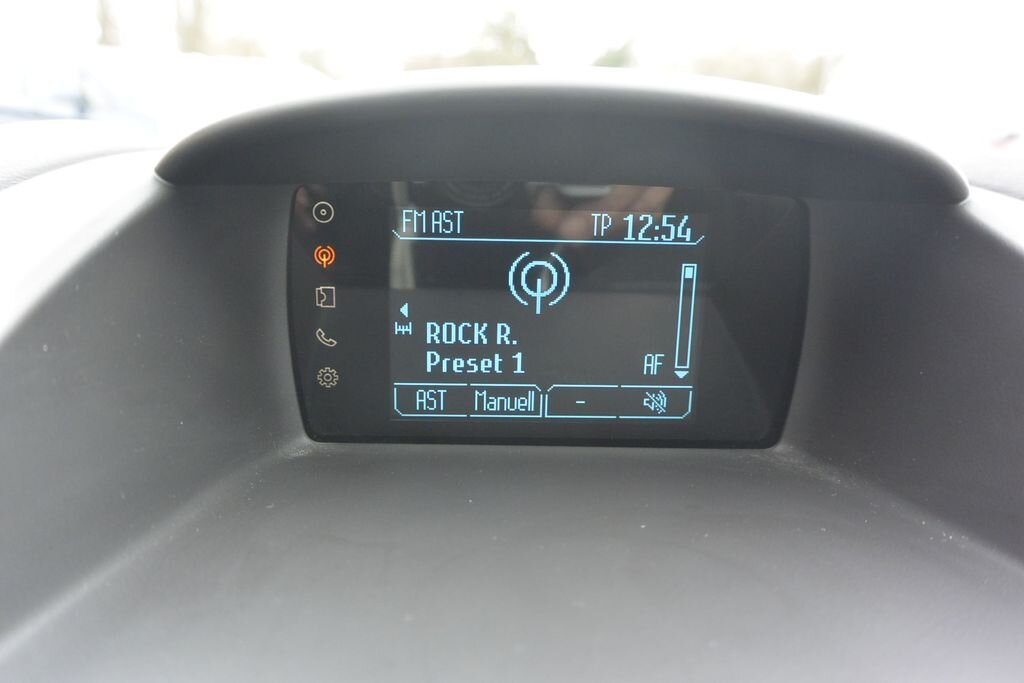 FM AST TP 12:54
ROCK R.
Preset 1 AF
AST Manuell -